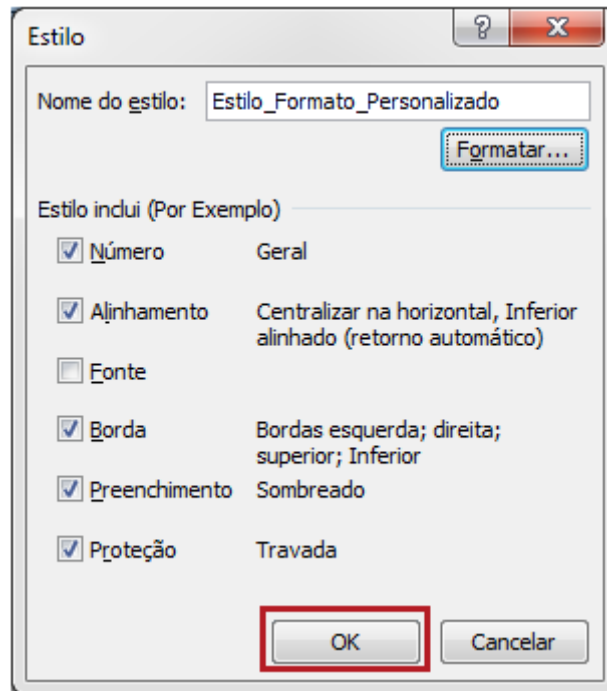 Estilo
Nome do estilo: Estilo_Formato_Personalizado
Formatar...
Estilo inclui (Por Exemplo)
Número Geral
Alinhamento Centralizar na horizontal, Inferior
alinhado (retorno automático)
Fonte
Borda Bordas esquerda; direita;
superior; Inferior
Preenchimento Sombreado
Proteção Travada
OK Cancelar